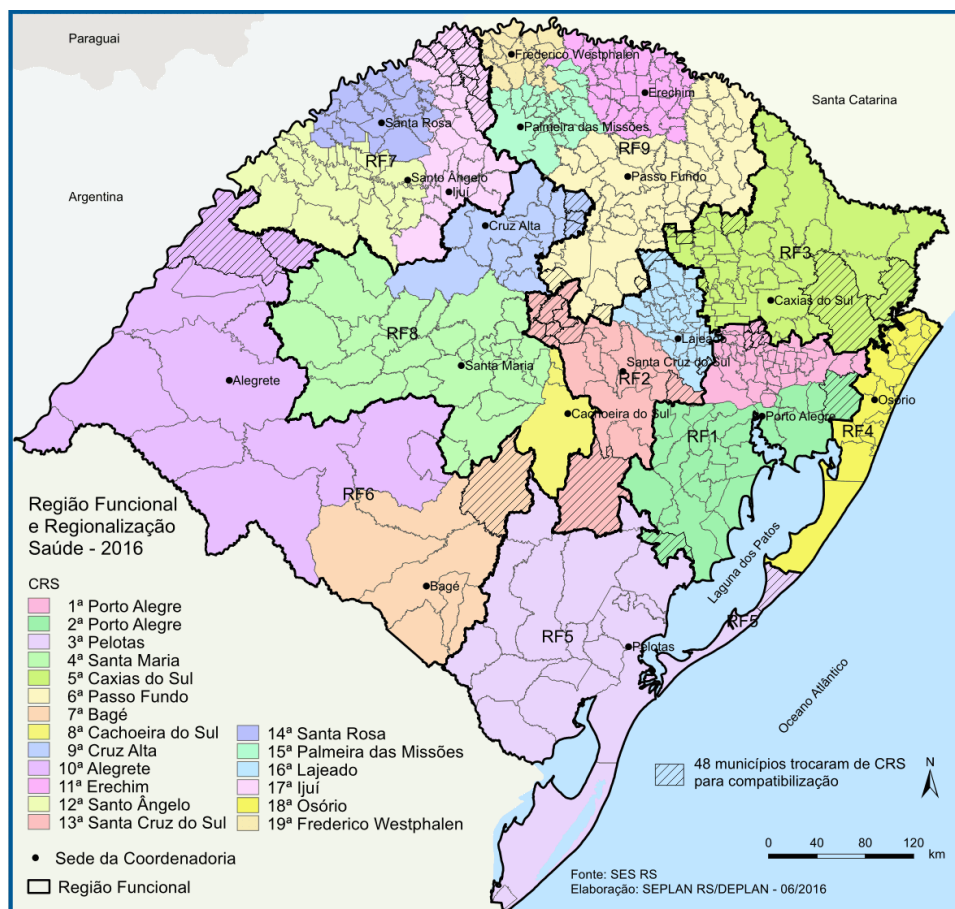 Paraguai
Santa Catarina
Argentina
Frederico Westphalen
Erechim
Santa Rosa
Palmeira das Missões
RF9
RF7
Passo Fundo
Santo Ângelo
Ijuí
Cruz Alta
RF3
Caxias do Sul
RF8
Lajeado
Santa Maria
Santa Cruz do Sul
RF2
Alegrete
Osório
Cachoeira do Sul
Porto Alegre
RF4
RF1
RF6
Laguna dos Patos
Bagé
RF5
RF5
Pelotas
Oceano Atlântico
Região Funcional
e Regionalização
Saúde - 2016
CRS
1ª Porto Alegre
2ª Porto Alegre
3ª Pelotas
4ª Santa Maria
5ª Caxias do Sul
6ª Passo Fundo
7ª Bagé
8ª Cachoeira do Sul
9ª Cruz Alta
10ª Alegrete
11ª Erechim
12ª Santo Ângelo
13ª Santa Cruz do Sul
14ª Santa Rosa
15ª Palmeira das Missões
16ª Lajeado
17ª Ijuí
18ª Osório
19ª Frederico Westphalen
Sede da Coordenadoria
Região Funcional
48 municípios trocaram de CRS
para compatibilização
N
0 40 80 120
km
Fonte: SES RS
Elaboração: SEPLAN RS/DEPLAN - 06/2016